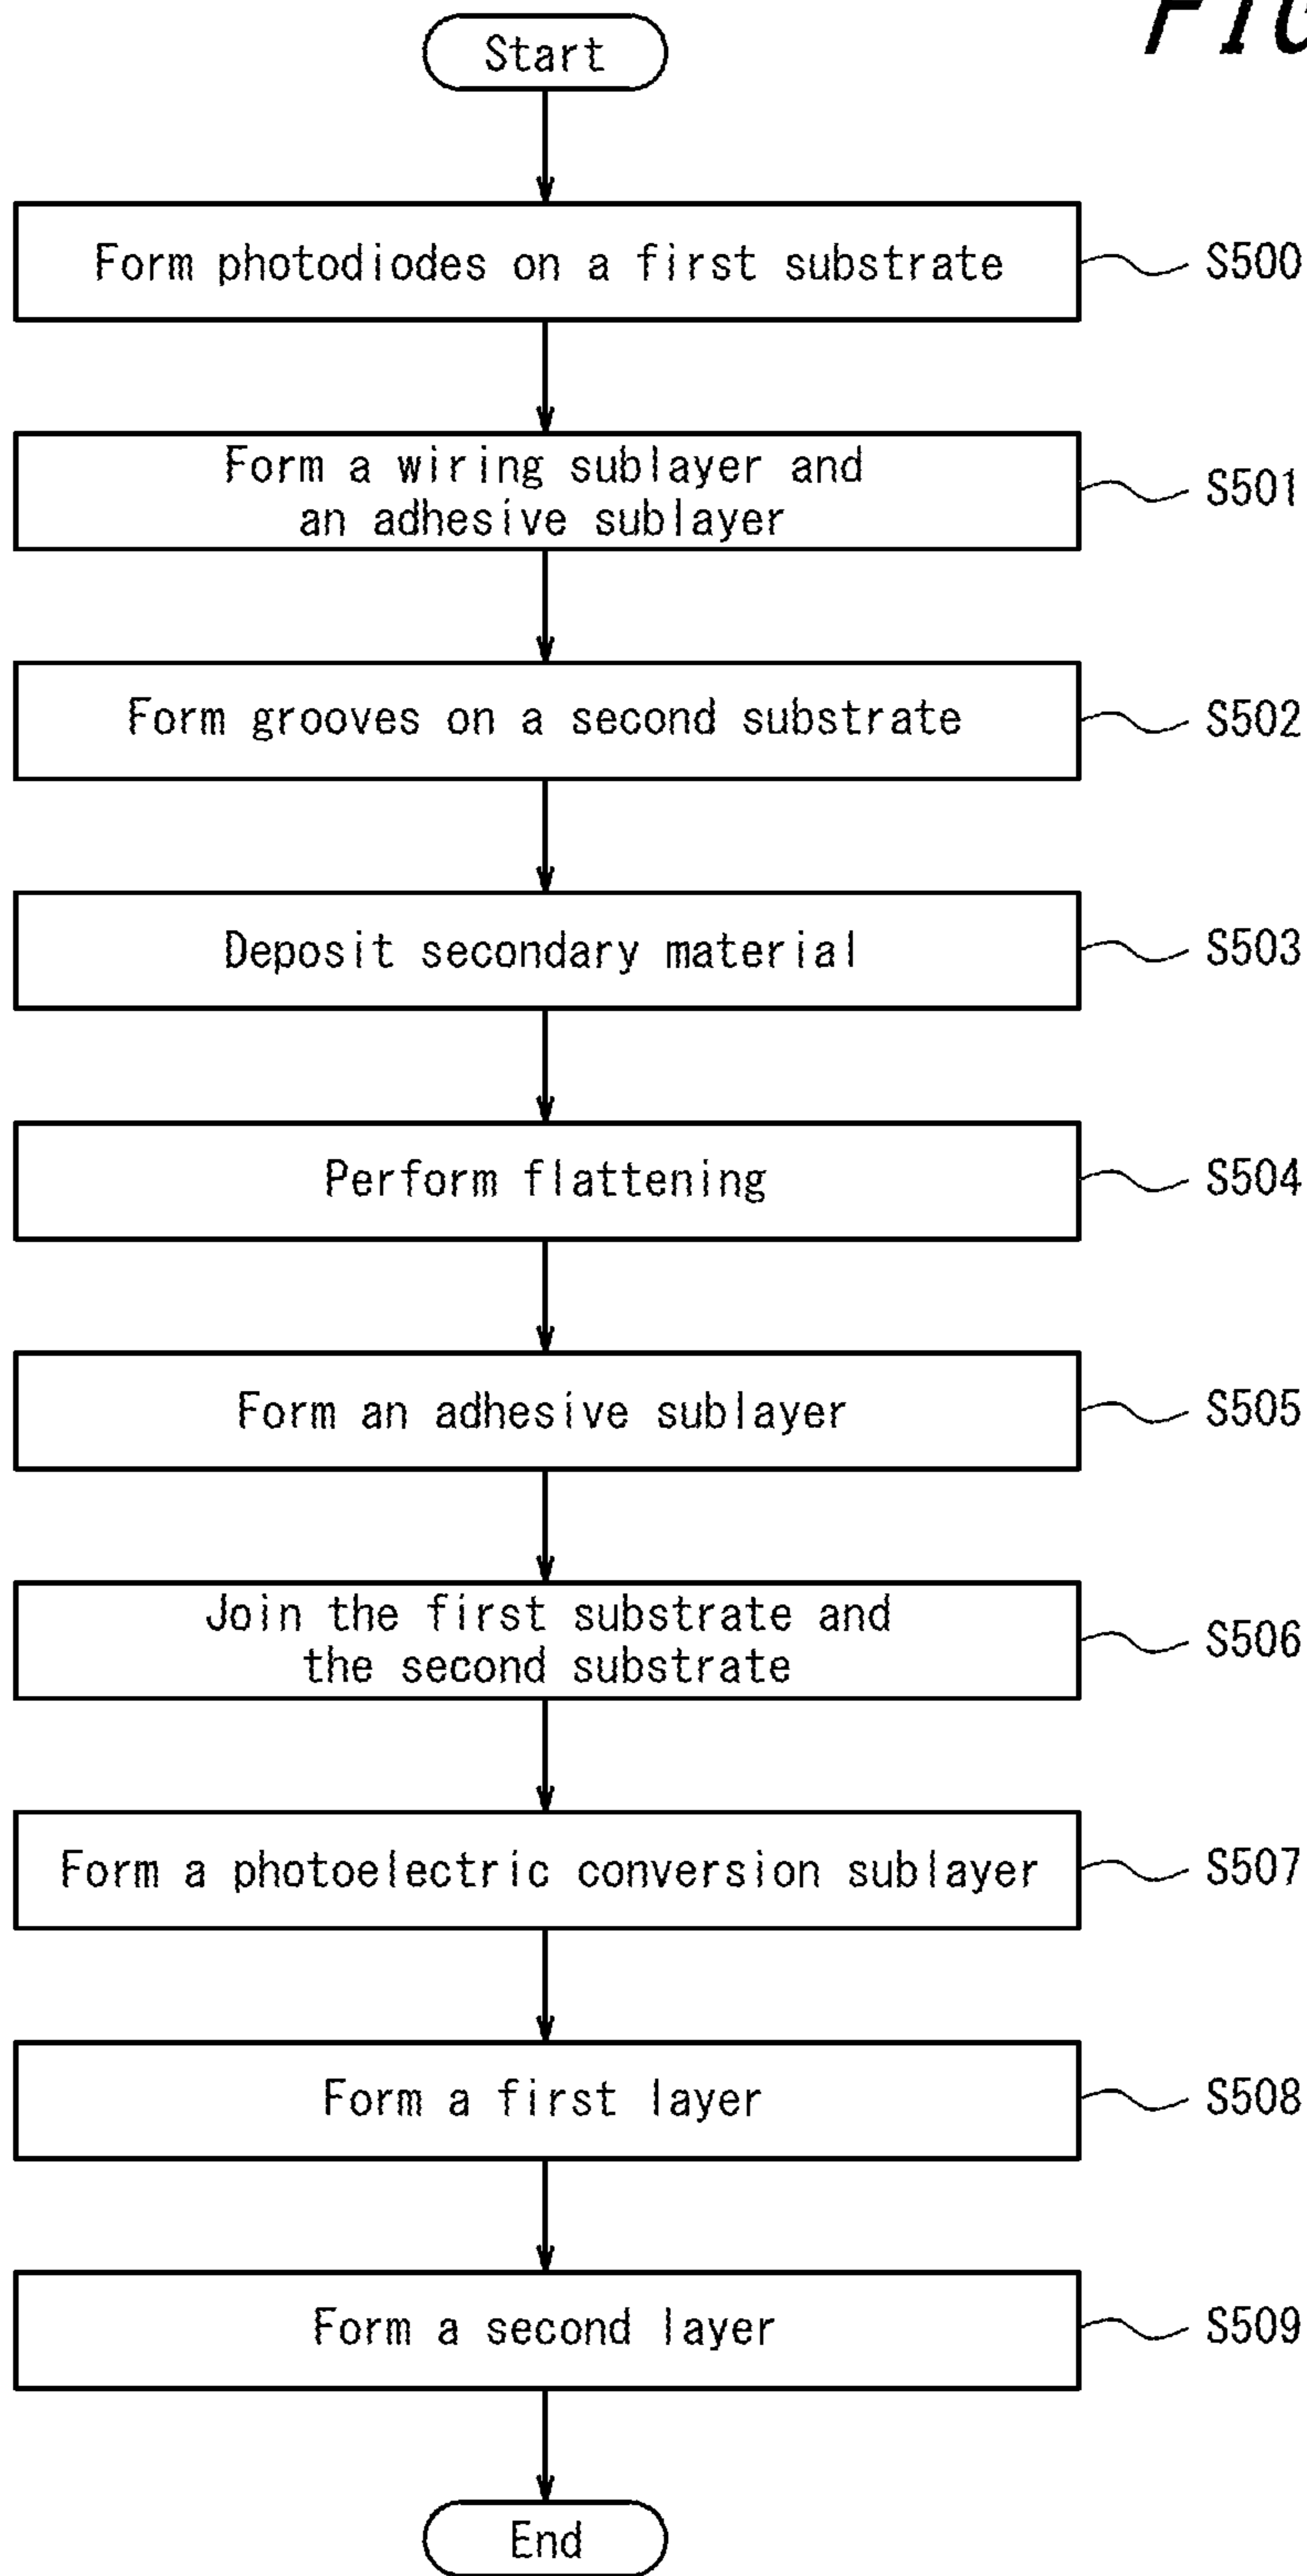 FIG
Start
Form photodiodes on a first substrate
S500
Form a wiring sublayer and
an adhesive sublayer
S501
Form grooves on a second substrate
S502
Deposit secondary material
S503
Perform flattening
S504
Form an adhesive sublayer
S505
Join the first substrate and
the second substrate
S506
Form a photoelectric conversion sublayer
S507
Form a first layer
S508
Form a second layer
S509
End